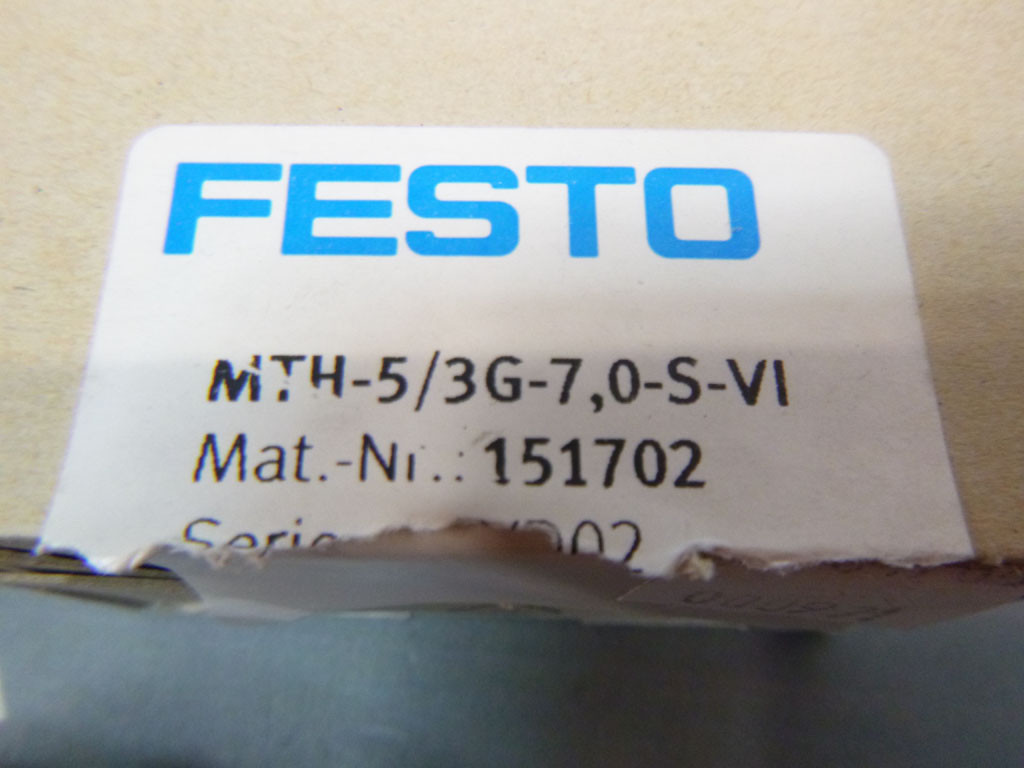 FESTO
MTH-5/3G-7,0-S-VI
Mat.-Nr.: 151702